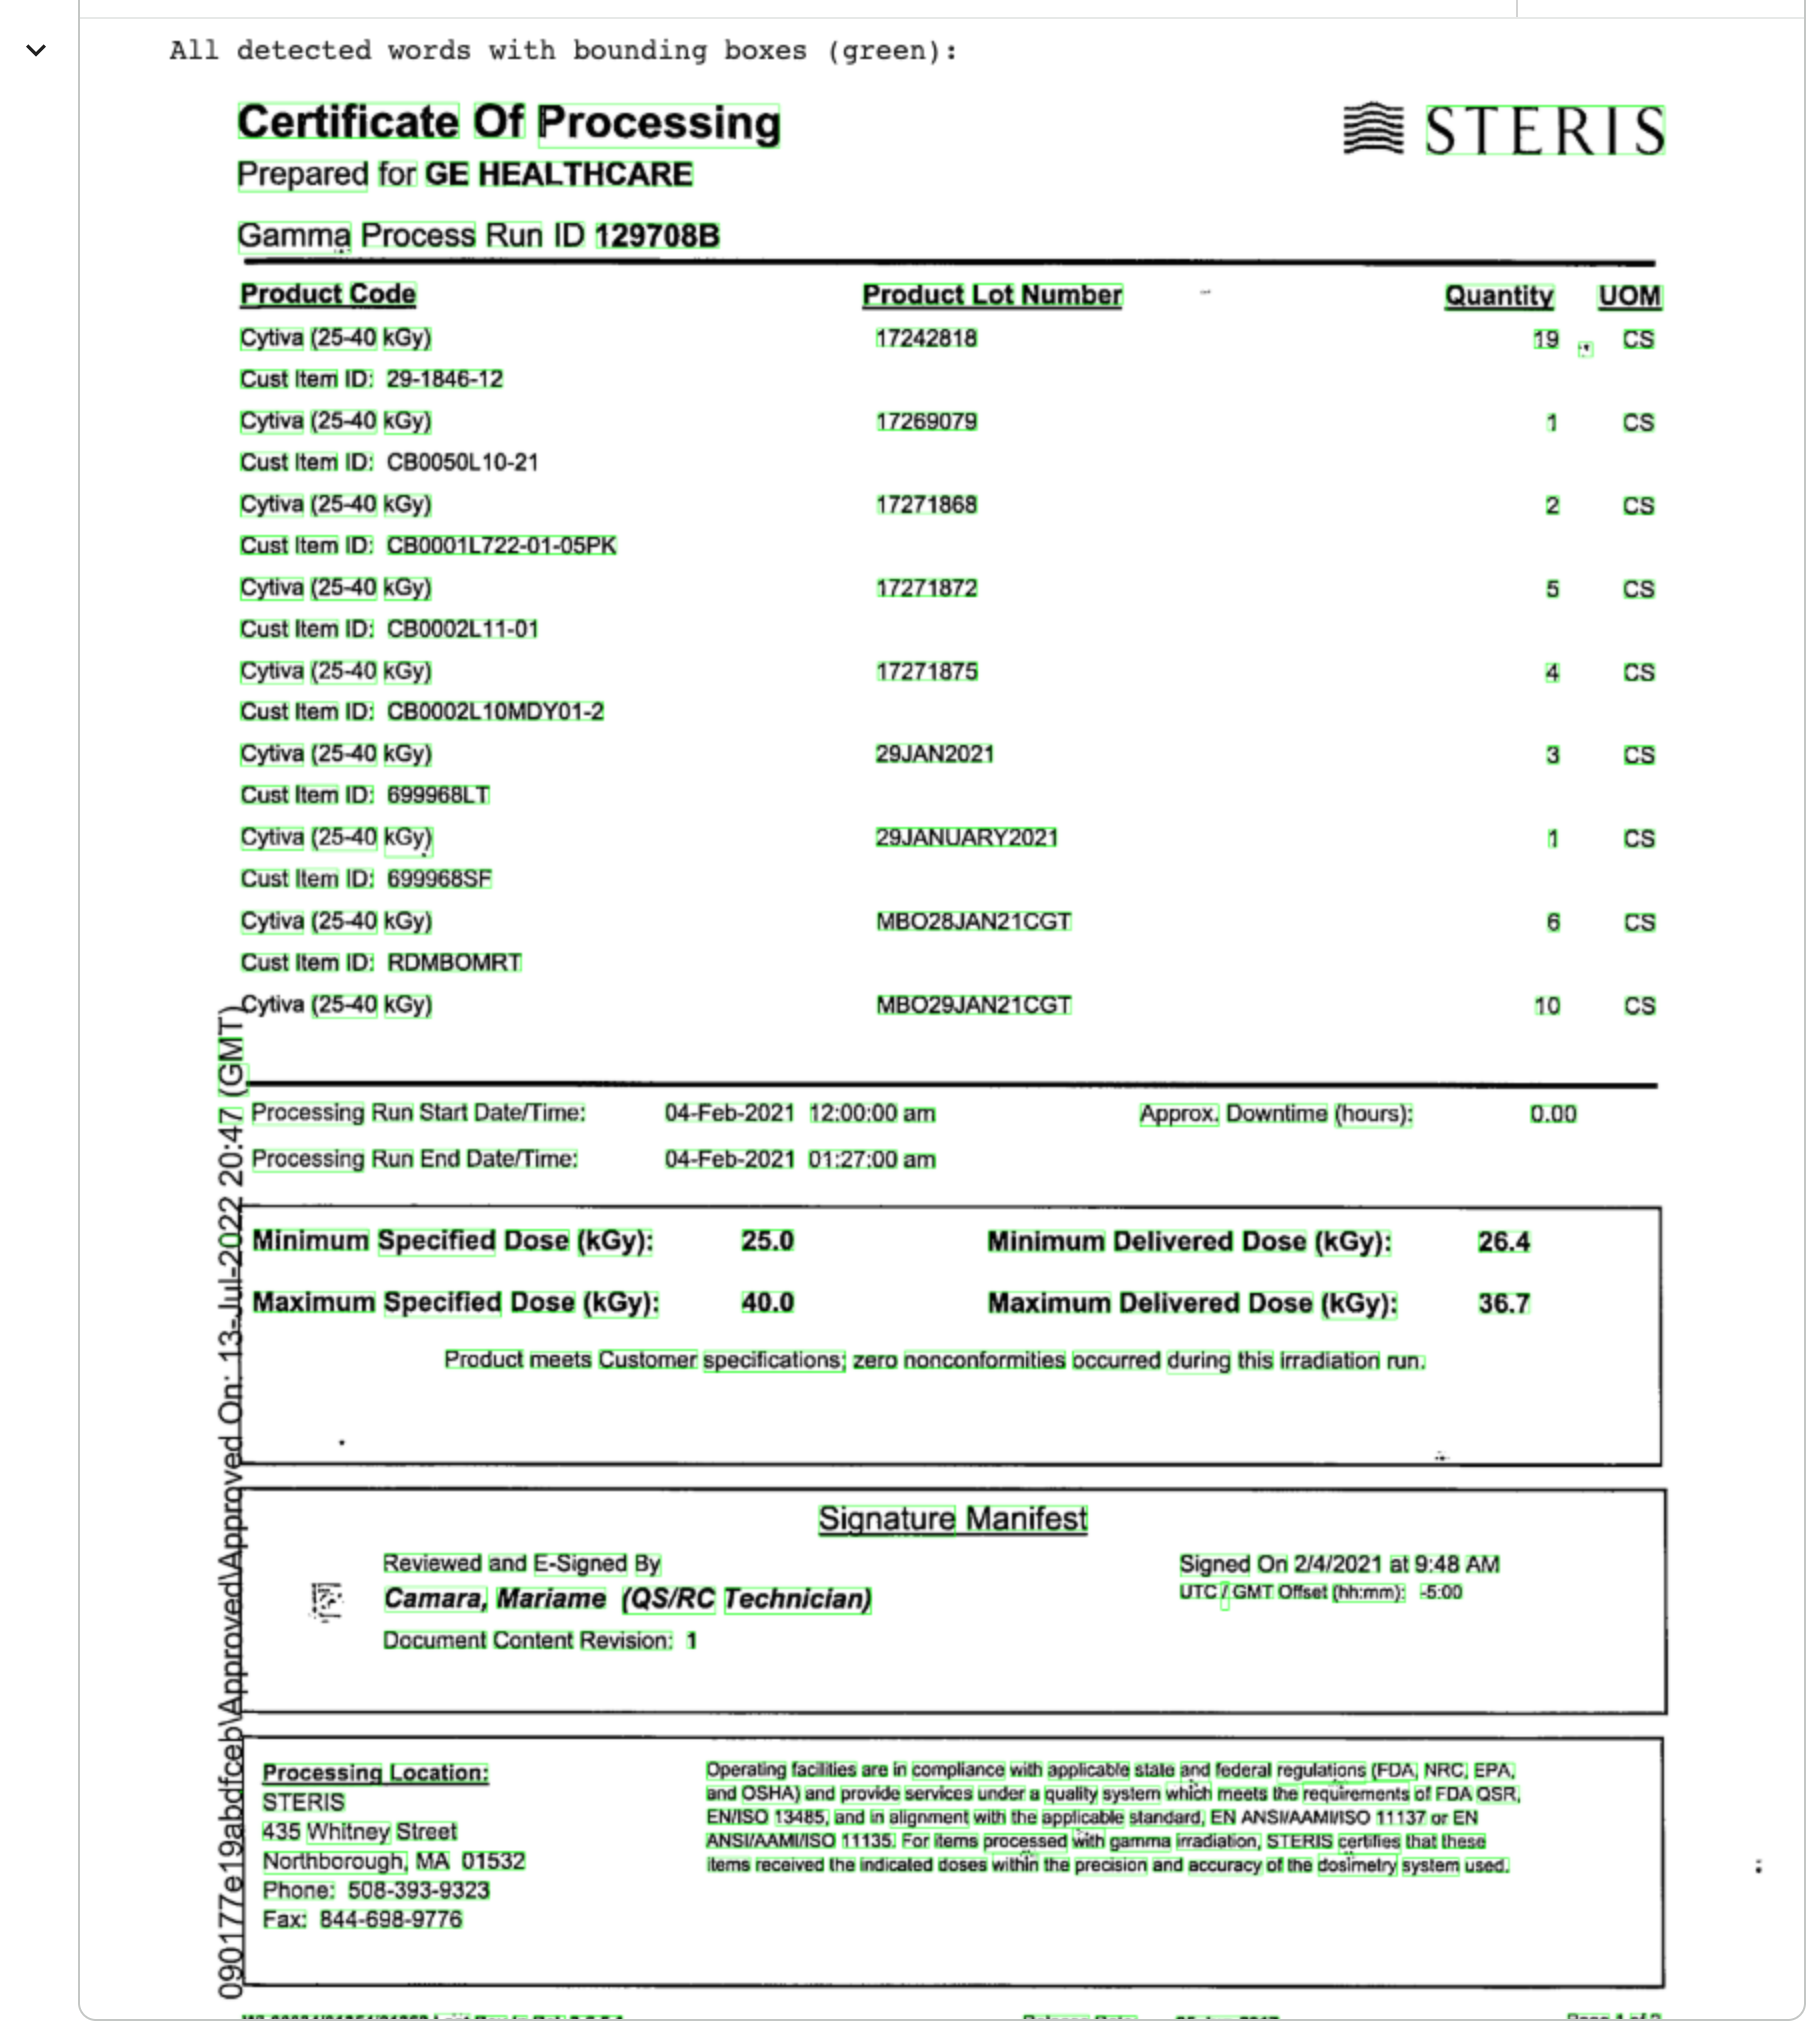 All detected words with bounding boxes (green):
Certificate Of Processing
STERIS
Prepared for GE HEALTHCARE
Gamma Process Run ID 129708B
Product Code Product Lot Number Quantity UOM
Cytiva (25-40 kGy) 17242818 19 CS
Cust Item ID: 29-1846-12
Cytiva (25-40 kGy) 17269079 1 CS
Cust Item ID: CB0050L10-21
Cytiva (25-40 kGy) 17271868 2 CS
Cust Item ID: CB0001L722-01-05PK
Cytiva (25-40 kGy) 17271872 5 CS
Cust Item ID: CB0002L11-01
Cytiva (25-40 kGy) 17271875 4 CS
Cust Item ID: CB0002L10MDY01-2
Cytiva (25-40 kGy) 29JAN2021 3 CS
Cust Item ID: 699968LT
Cytiva (25-40 kGy) 29JANUARY2021 1 CS
Cust Item ID: 699968SF
Cytiva (25-40 kGy) MBO28JAN21CGT 6 CS
Cust Item ID: RDMBOMRT
Cytiva (25-40 kGy) MBO29JAN21CGT 10 CS
Processing Run Start Date/Time: 04-Feb-2021 12:00:00 am Approx. Downtime (hours): 0.00
Processing Run End Date/Time: 04-Feb-2021 01:27:00 am
Minimum Specified Dose (kGy): 25.0 Minimum Delivered Dose (kGy): 26.4
Maximum Specified Dose (kGy): 40.0 Maximum Delivered Dose (kGy): 36.7
Product meets Customer specifications; zero nonconformities occurred during this irradiation run.
Signature Manifest
Reviewed and E-Signed By Signed On 2/4/2021 at 9:48 AM
Camara, Mariame (QS/RC Technician) UTC / GMT Offset (hh:mm): -5:00
Document Content Revision: 1
Processing Location:
STERIS
435 Whitney Street
Northborough, MA 01532
Phone: 508-393-9323
Fax: 844-698-9776
Operating facilities are in compliance with applicable state and federal regulations (FDA, NRC, EPA,
and OSHA) and provide services under a quality system which meets the requirements of FDA QSR,
EN/ISO 13485, and in alignment with the applicable standard, EN ANSI/AAMI/ISO 11137 or EN
ANSI/AAMI/ISO 11135. For items processed with gamma irradiation, STERIS certifies that these
items received the indicated doses within the precision and accuracy of the dosimetry system used.
090177e19abdfceb\Approved\Approved On: 13-Jul-2022 20:47 (GMT)